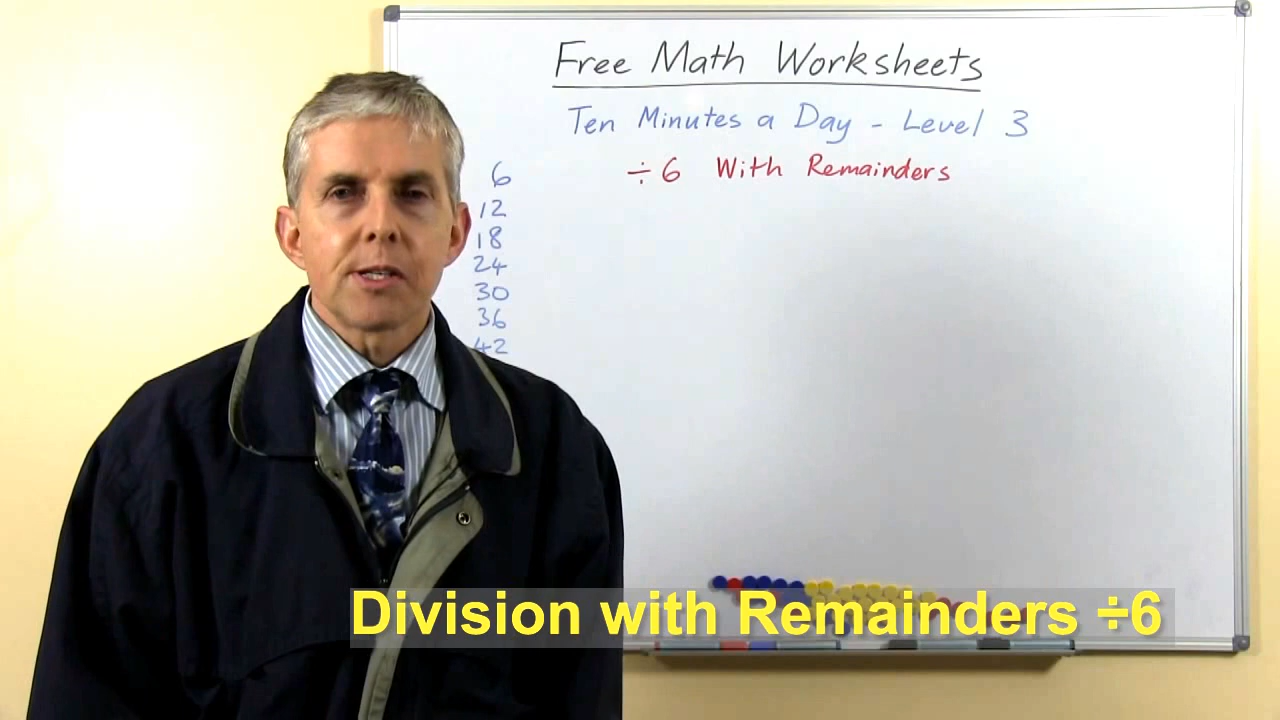 Free Math Worksheets
Ten Minutes a Day - Level 3
÷6 With Remainders
6
12
18
24
30
36
42
Division with Remainders ÷6